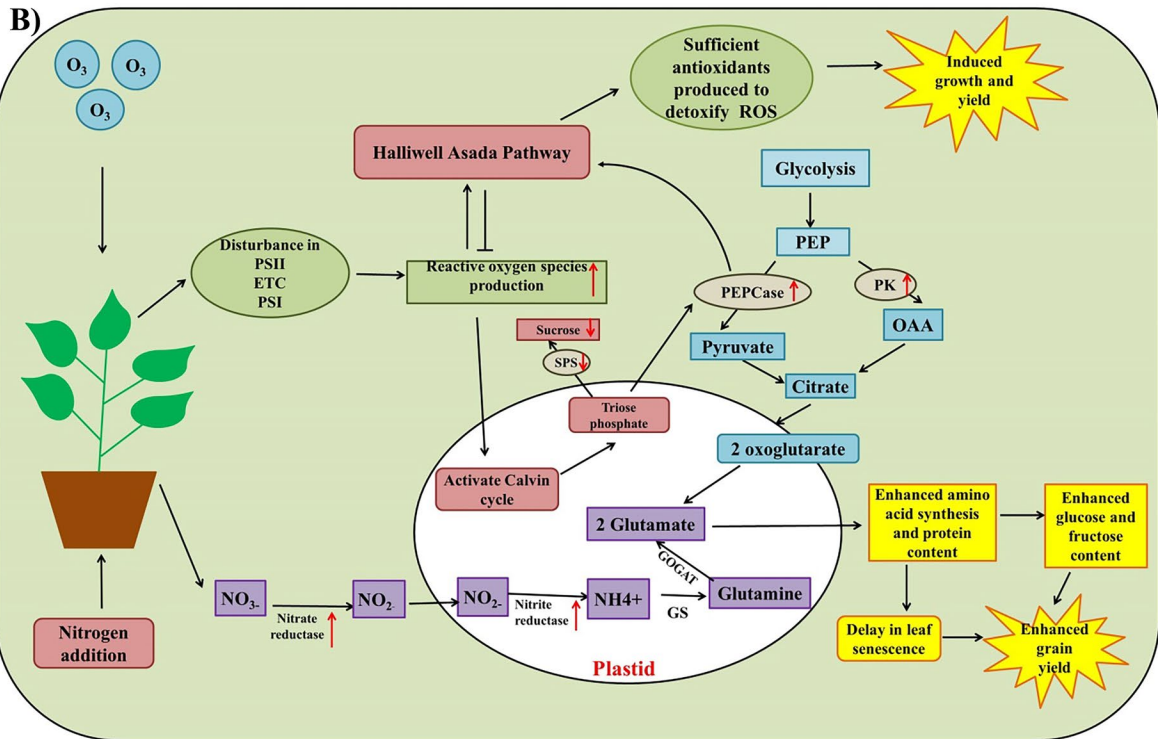 B)
O3
O3
O3
Sufficient
antioxidants
produced to
detoxify ROS
Induced
growth and
yield
Halliwell Asada Pathway
Glycolysis
PEP
Disturbance in
PSII
ETC
PSI
Reactive oxygen species
production
PEPCase
PK
OAA
Sucrose
SPS
Pyruvate
Citrate
Triose
phosphate
2 oxoglutarate
Activate Calvin
cycle
2 Glutamate
Enhanced amino
acid synthesis
and protein
content
Enhanced
glucose and
fructose
content
GOGAT
NO3-
Nitrate
reductase
NO2-
NO2-
Nitrite
reductase
NH4+
GS
Glutamine
Nitrogen
addition
Delay in leaf
senescence
Enhanced
grain
yield
Plastid